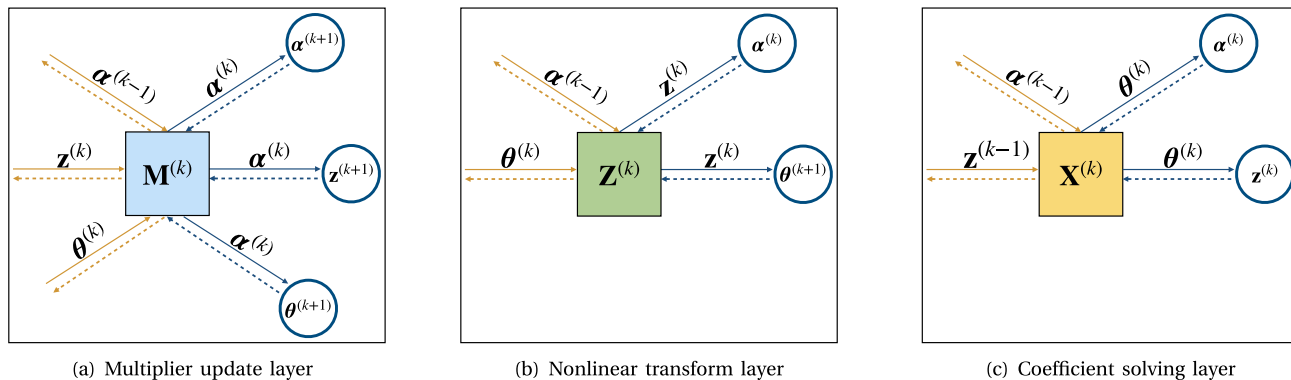 α^(k−1)
α^(k)
α^(k+1)
z^(k)
M^(k)
α^(k)
z^(k+1)
θ^(k)
α^(k)
θ^(k+1)
(a) Multiplier update layer
α^(k−1)
z^(k)
α^(k)
θ^(k)
Z^(k)
z^(k)
θ^(k+1)
(b) Nonlinear transform layer
α^(k−1)
θ^(k)
α^(k)
z^(k−1)
X^(k)
θ^(k)
z^(k)
(c) Coefficient solving layer